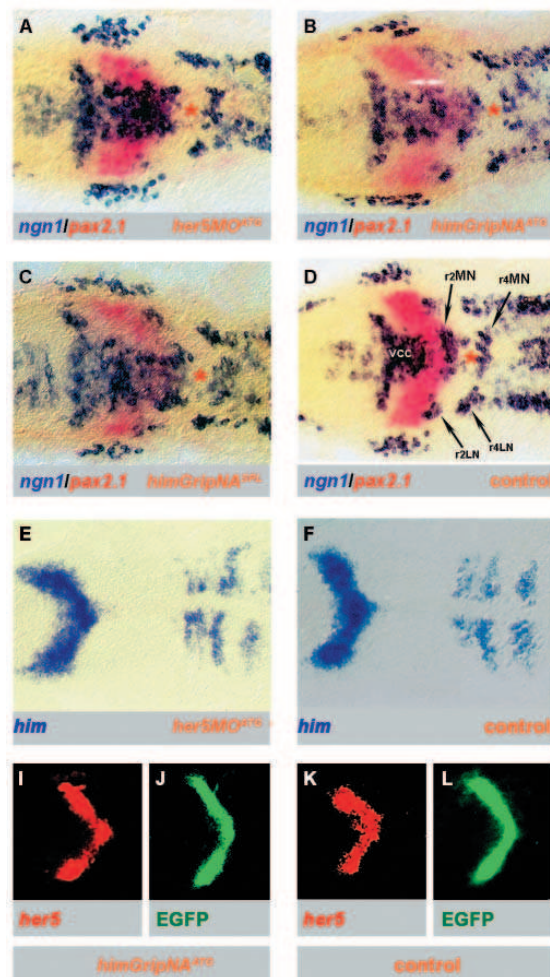 A
B
ngn1/pax2.1
ngn1/pax2.1
C
D
r2MN
r4MN
vcc
r2LN
r4LN
ngn1/pax2.1
ngn1/pax2.1 control
E
F
him
him control
I
J
K
L
her5
EGFP
her5
EGFP
control